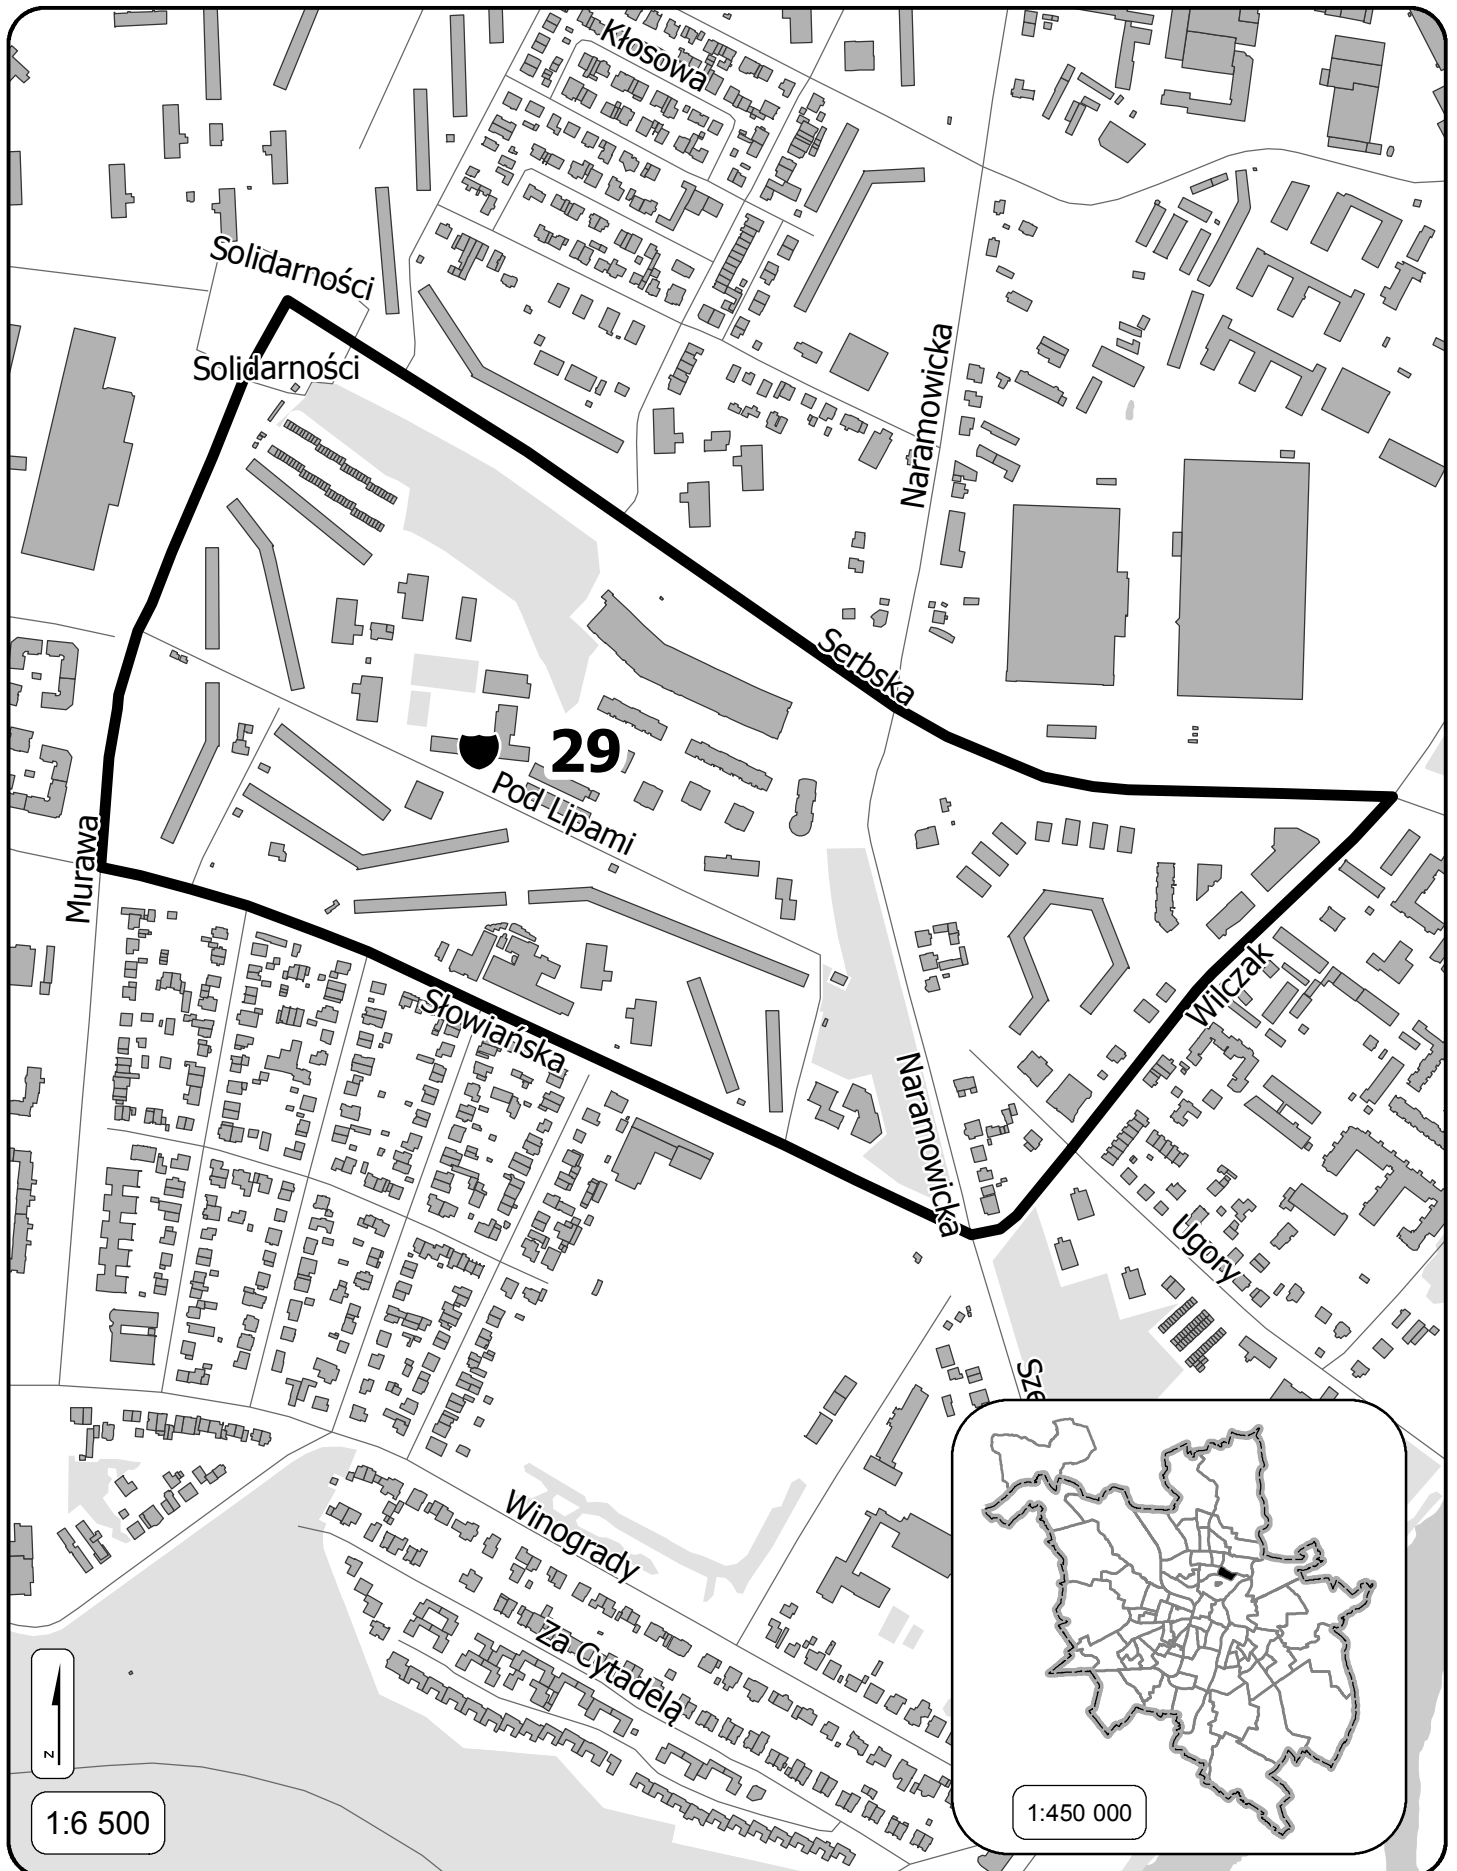 Kłosowa
Solidarności
Solidarności
Naramowicka
Serbska
29
Pod Lipami
Murawa
Wilczak
Słowiańska
Naramowicka
Ugory
Sze
Winogrady
Za Cytadelą
N
1:6 500
1:450 000